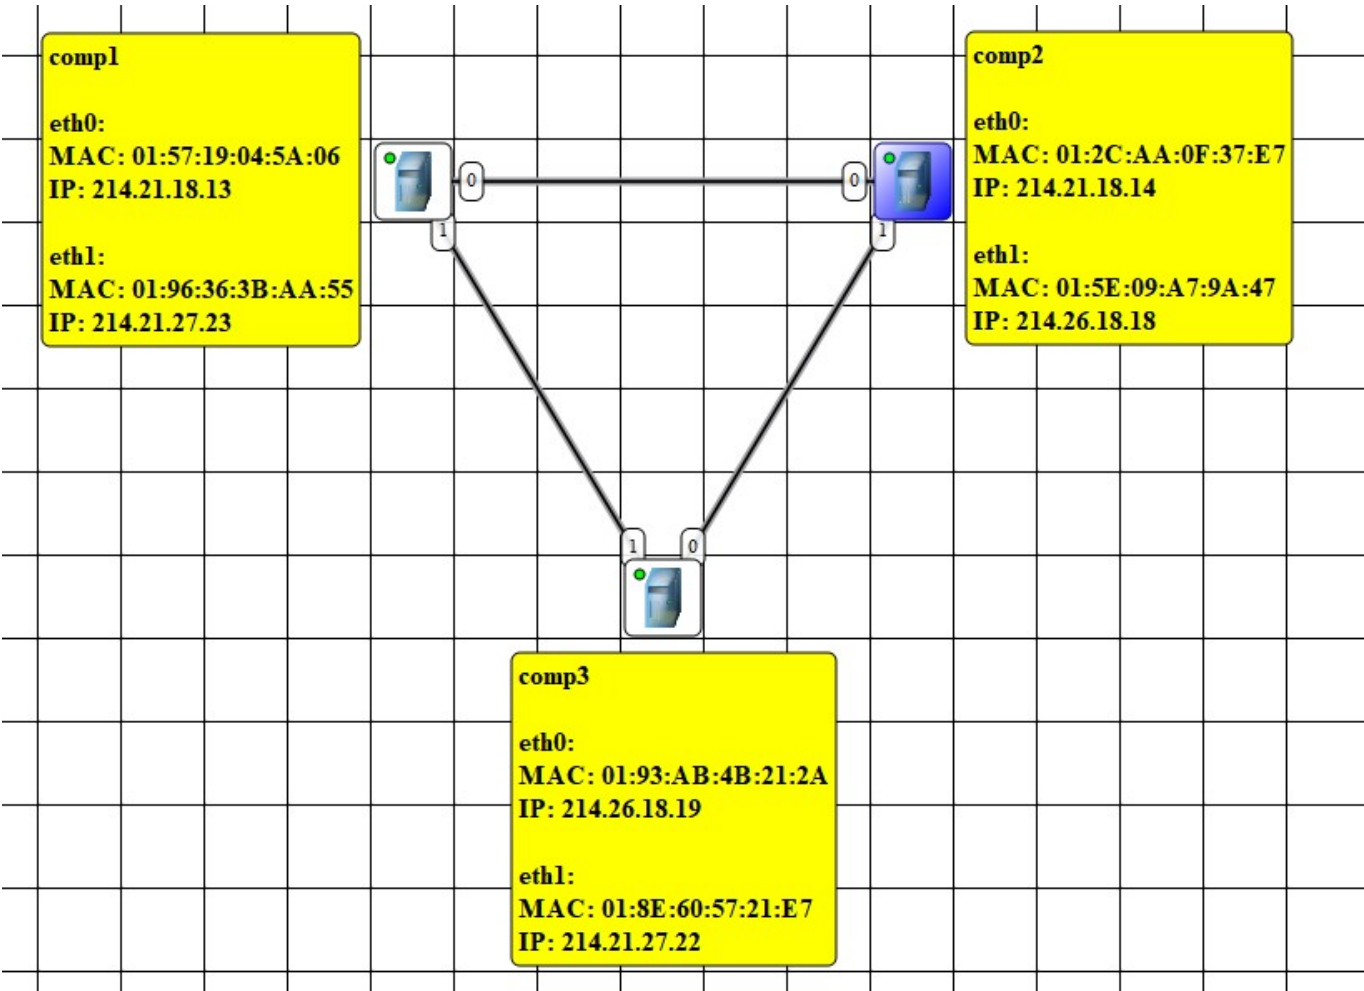 comp1
eth0:
MAC: 01:57:19:04:5A:06
IP: 214.21.18.13
eth1:
MAC: 01:96:36:3B:AA:55
IP: 214.21.27.23
0
1
0
1
comp2
eth0:
MAC: 01:2C:AA:0F:37:E7
IP: 214.21.18.14
eth1:
MAC: 01:5E:09:A7:9A:47
IP: 214.26.18.18
1
0
comp3
eth0:
MAC: 01:93:AB:4B:21:2A
IP: 214.26.18.19
eth1:
MAC: 01:8E:60:57:21:E7
IP: 214.21.27.22